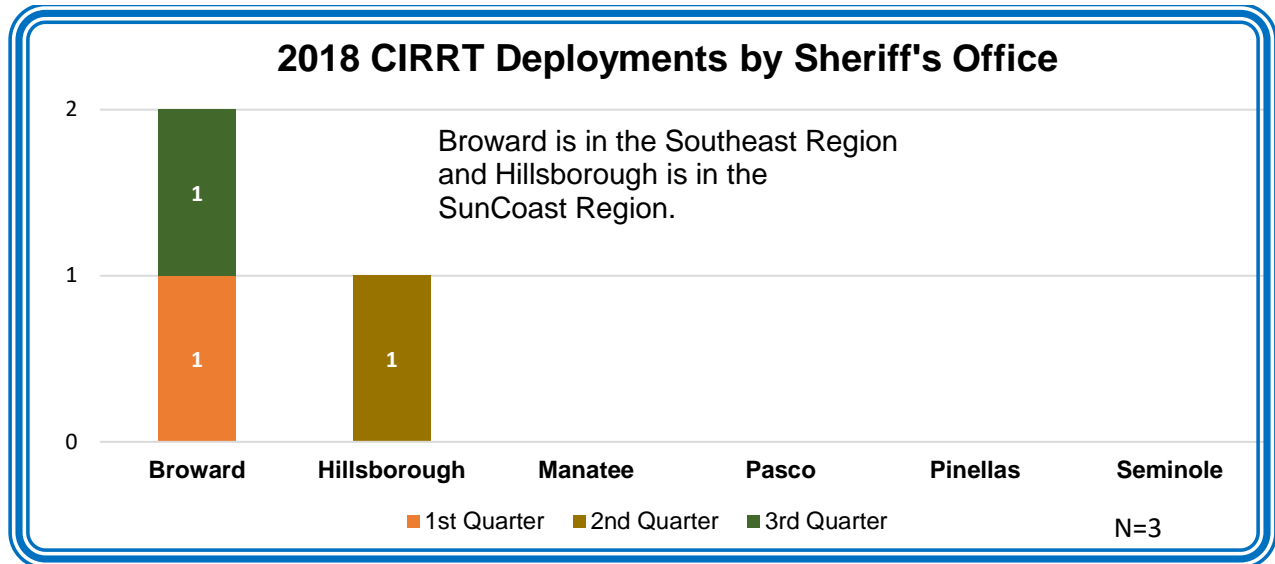 2018 CIRRT Deployments by Sheriff's Office
2
Broward is in the Southeast Region
and Hillsborough is in the
SunCoast Region.
1
1
1
1
0
Broward Hillsborough Manatee Pasco Pinellas Seminole
1st Quarter 2nd Quarter 3rd Quarter
N=3